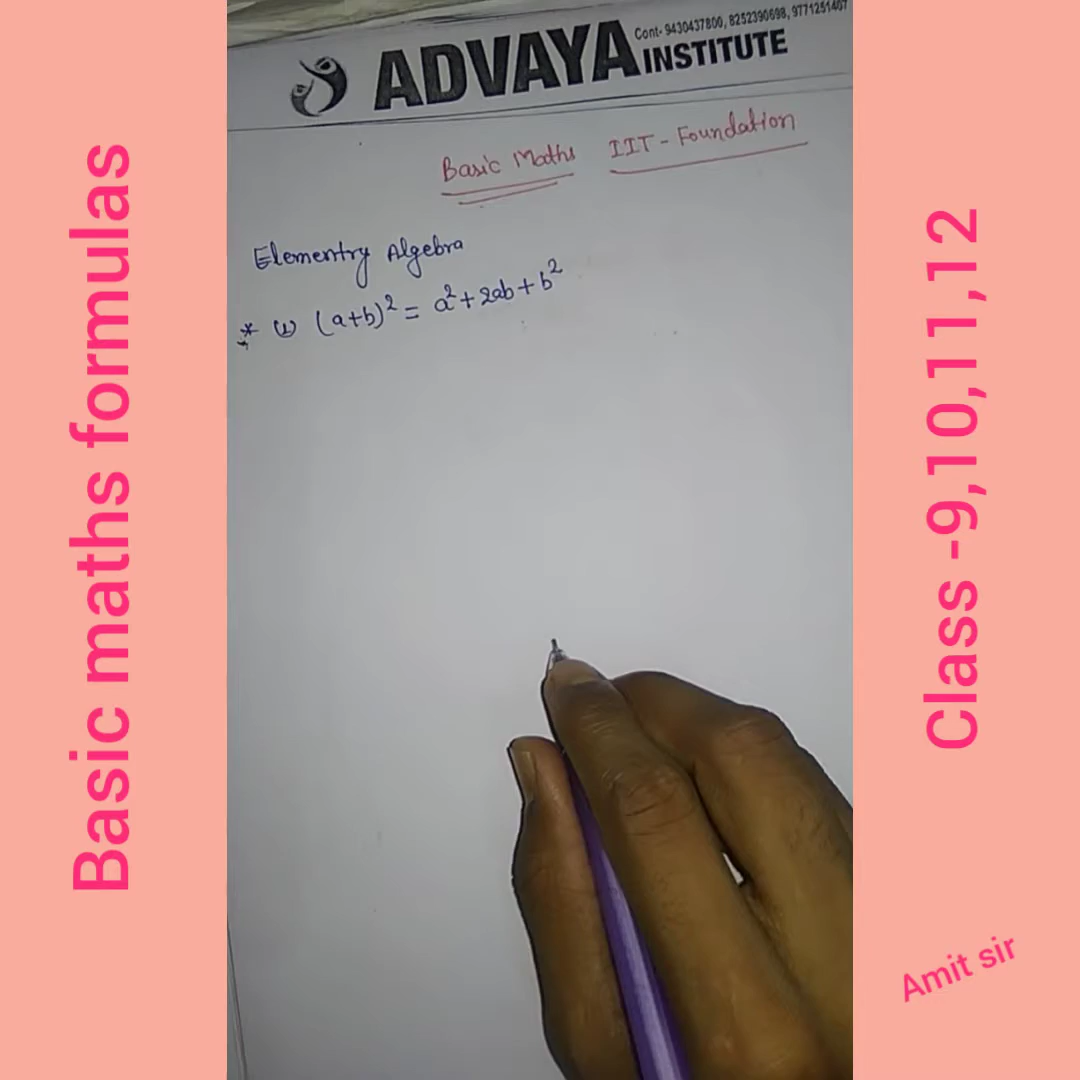 Basic maths formulas
Cont- 9430437800, 8252390698, 9771251407
ADVAYA INSTITUTE
Basic Maths IIT - Foundation
Elementry Algebra
* (1) (a+b)² = a² + 2ab + b²
Class -9,10,11,12
Amit sir